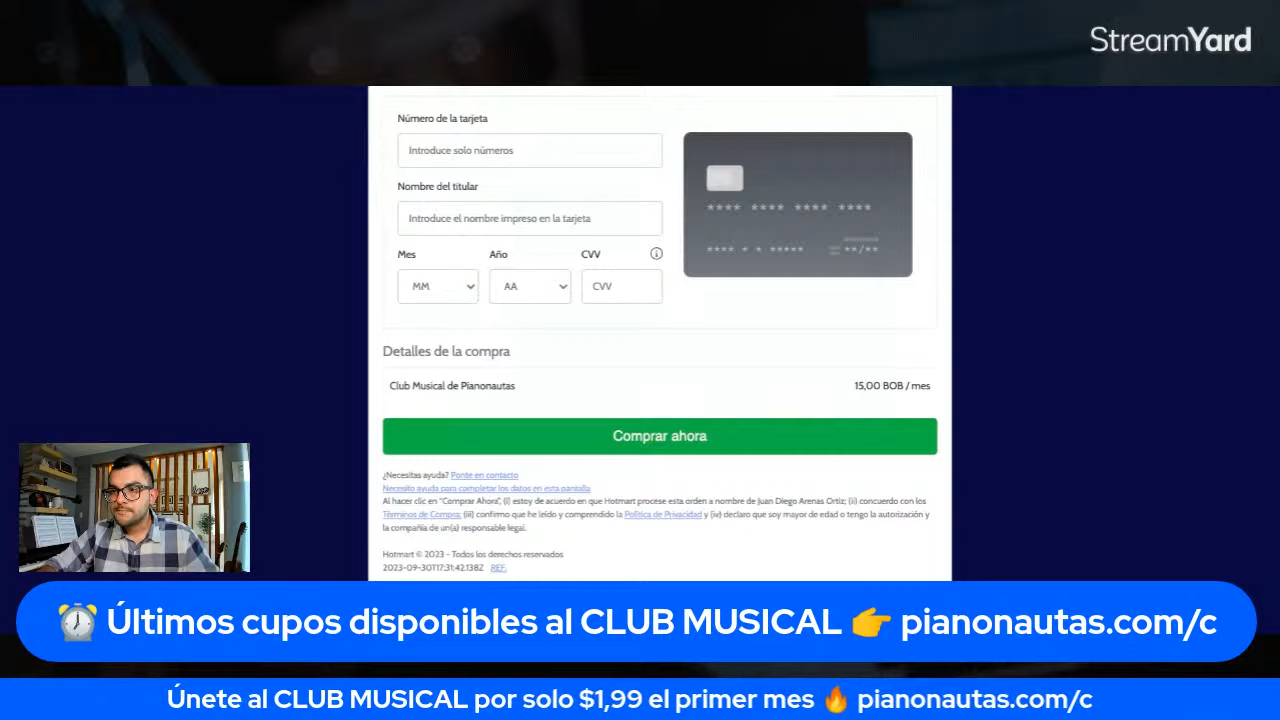 StreamYard
Número de la tarjeta
Introduce solo números
Nombre del titular
Introduce el nombre impreso en la tarjeta
Mes Año CVV
MM AA CVV
**** **** **** ****
**** * * ***** **/**
Detalles de la compra
Club Musical de Pianonautas 15,00 BOB / mes
Comprar ahora
¿Necesitas ayuda? Ponte en contacto
Necesito ayuda para completar los datos en esta pantalla
Al hacer clic en "Comprar Ahora", (i) estoy de acuerdo en que Hotmart procese esta orden a nombre de Juan Diego Arenas Ortiz; (ii) concuerdo con los
Términos de Compra; (iii) confirmo que he leído y comprendido la Política de Privacidad y (iv) declaro que soy mayor de edad o tengo la autorización y
la compañía de un(a) responsable legal.
Hotmart © 2023 - Todos los derechos reservados
2023-09-30T17:31:42.138Z REF.
⏰ Últimos cupos disponibles al CLUB MUSICAL 👉 pianonautas.com/c
Únete al CLUB MUSICAL por solo $1,99 el primer mes 🔥 pianonautas.com/c